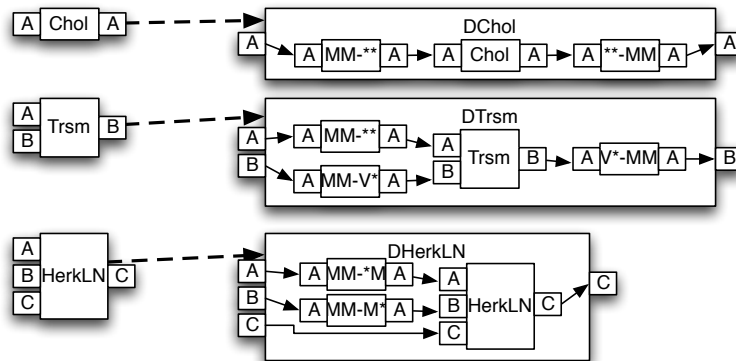 DChol
A Chol A
A A MM-** A A Chol A A **-MM A A
DTrsm
A Trsm B
B
A A MM-** A A Trsm B A V*-MM A B
B A MM-V* A B
DHerkLN
A HerkLN C
B
C
A A MM-*M A A HerkLN C C
B A MM-M* A B
C C